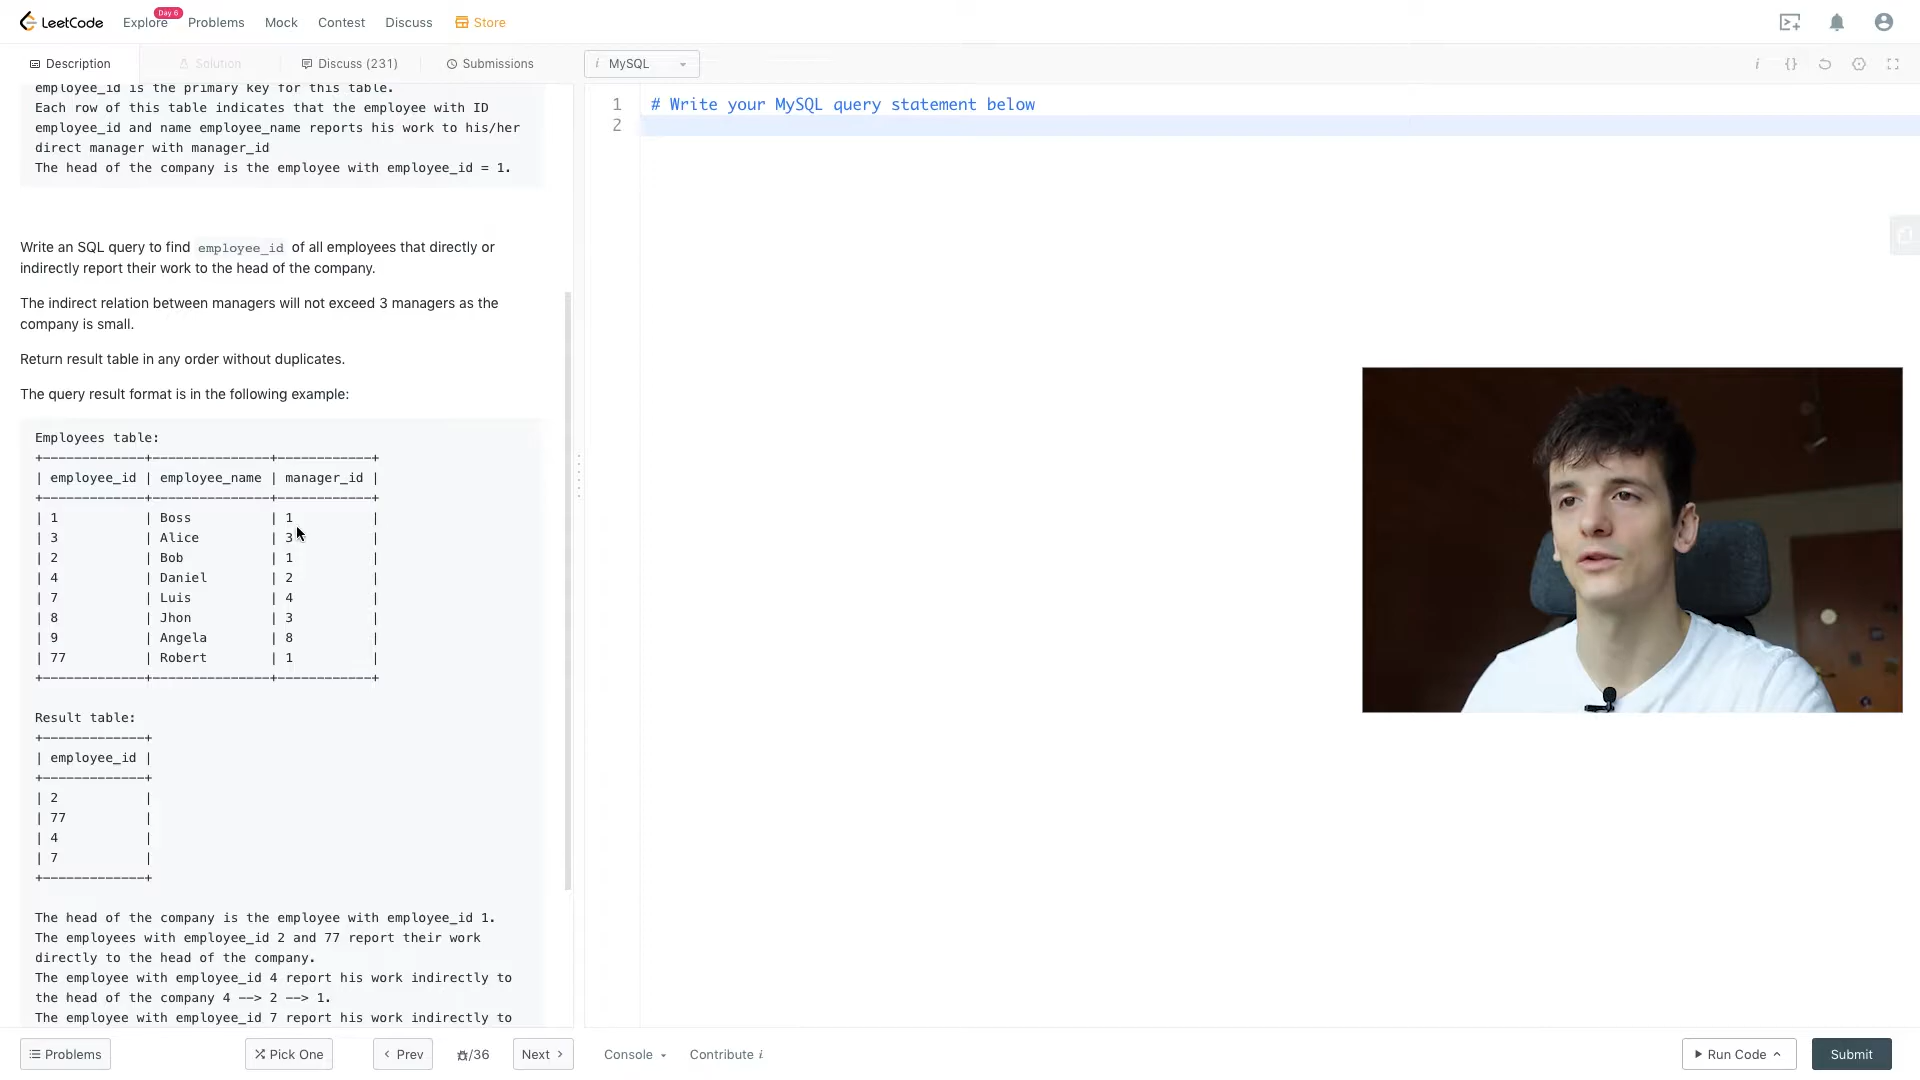 LeetCode
Explore
Day 6
Problems
Mock
Contest
Discuss
Store
Description
Solution
Discuss (231)
Submissions
i MySQL
i {}
employee_id is the primary key for this table.
Each row of this table indicates that the employee with ID
employee_id and name employee_name reports his work to his/her
direct manager with manager_id
The head of the company is the employee with employee_id = 1.
Write an SQL query to find employee_id of all employees that directly or
indirectly report their work to the head of the company.
The indirect relation between managers will not exceed 3 managers as the
company is small.
Return result table in any order without duplicates.
The query result format is in the following example:
Employees table:
+-------------+---------------+------------+
| employee_id | employee_name | manager_id |
+-------------+---------------+------------+
| 1           | Boss          | 1          |
| 3           | Alice         | 3          |
| 2           | Bob           | 1          |
| 4           | Daniel        | 2          |
| 7           | Luis          | 4          |
| 8           | Jhon          | 3          |
| 9           | Angela        | 8          |
| 77          | Robert        | 1          |
+-------------+---------------+------------+
Result table:
+-------------+
| employee_id |
+-------------+
| 2           |
| 77          |
| 4           |
| 7           |
+-------------+
The head of the company is the employee with employee_id 1.
The employees with employee_id 2 and 77 report their work
directly to the head of the company.
The employee with employee_id 4 report his work indirectly to
the head of the company 4 --> 2 --> 1.
The employee with employee_id 7 report his work indirectly to
1 # Write your MySQL query statement below
2
Problems
Pick One
Prev
/36
Next
Console
Contribute i
Run Code
Submit